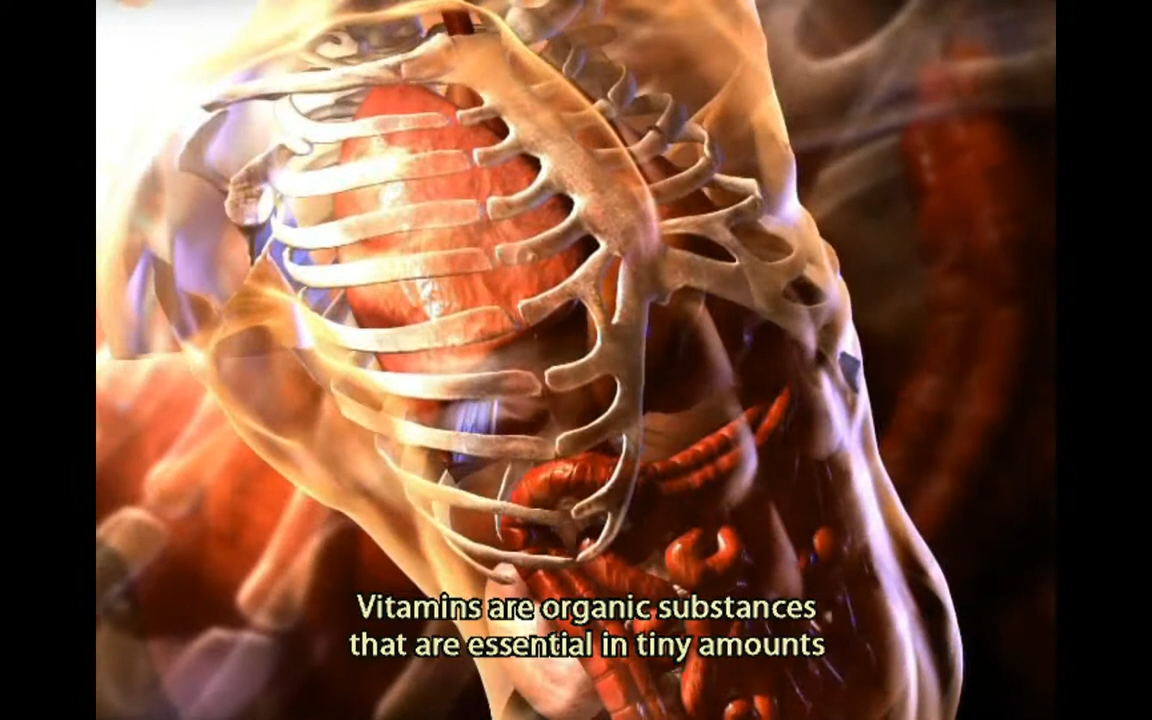 Vitamins are organic substances
that are essential in tiny amounts